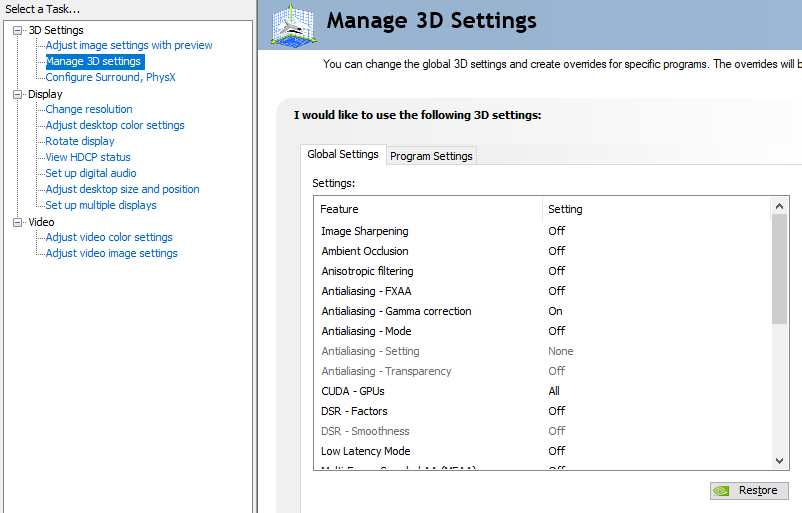 Select a Task...
3D Settings
Adjust image settings with preview
Manage 3D settings
Configure Surround, PhysX
Display
Change resolution
Adjust desktop color settings
Rotate display
View HDCP status
Set up digital audio
Adjust desktop size and position
Set up multiple displays
Video
Adjust video color settings
Adjust video image settings
Manage 3D Settings
You can change the global 3D settings and create overrides for specific programs. The overrides will
I would like to use the following 3D settings:
Global Settings Program Settings
Settings:
Feature Setting
Image Sharpening Off
Ambient Occlusion Off
Anisotropic filtering Off
Antialiasing - FXAA Off
Antialiasing - Gamma correction On
Antialiasing - Mode Off
Antialiasing - Setting None
Antialiasing - Transparency Off
CUDA - GPUs All
DSR - Factors Off
DSR - Smoothness Off
Low Latency Mode Off
Restore